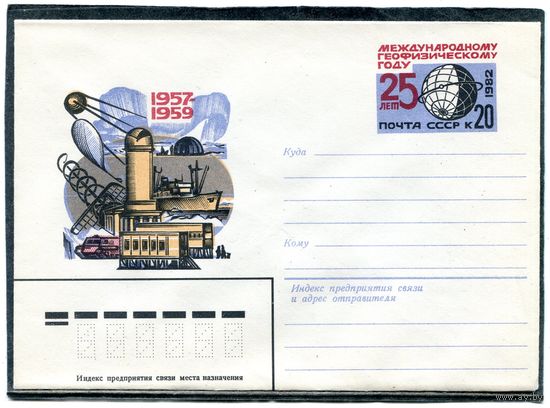 МЕЖДУНАРОДНОМУ
ГЕОФИЗИЧЕСКОМУ
ГОДУ
25
ЛЕТ
1982
ПОЧТА СССР К 20
1957-
1959
Куда
Кому
Индекс предприятия связи
и адрес отправителя
Индекс предприятия связи места назначения